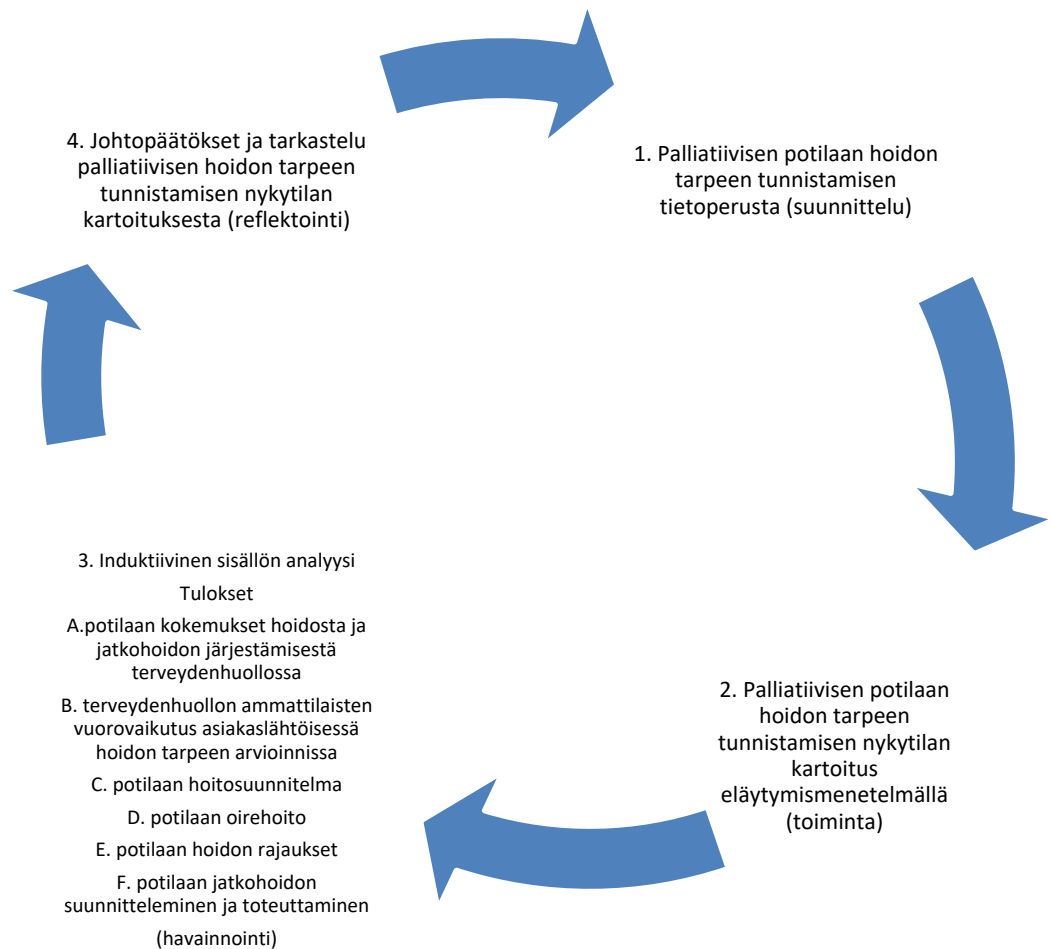 4. Johtopäätökset ja tarkastelu
palliatiivisen hoidon tarpeen
tunnistamisen nykytilan
kartoituksesta (reflektointi)
1. Palliatiivisen potilaan hoidon
tarpeen tunnistamisen
tietoperusta (suunnittelu)
3. Induktiivinen sisällön analyysi
Tulokset
A.potilaan kokemukset hoidosta ja
jatkohoidon järjestämisestä
terveydenhuollossa
B. terveydenhuollon ammattilaisten
vuorovaikutus asiakaslähtöisessä
hoidon tarpeen arvioinnissa
C. potilaan hoitosuunnitelma
D. potilaan oirehoito
E. potilaan hoidon rajaukset
F. potilaan jatkohoidon
suunnitteleminen ja toteuttaminen
(havainnointi)
2. Palliatiivisen potilaan
hoidon tarpeen
tunnistamisen nykytilan
kartoitus
eläytymismenetelmällä
(toiminta)